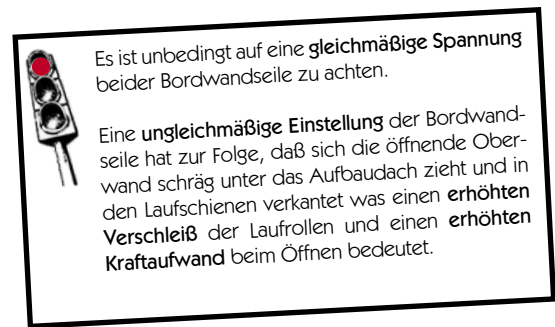 Es ist unbedingt auf eine gleichmäßige Spannung
beider Bordwandseile zu achten.
Eine ungleichmäßige Einstellung der Bordwand-
seile hat zur Folge, daß sich die öffnende Ober-
wand schräg unter das Aufbaudach zieht und in
den Laufschienen verkantet was einen erhöhten
Verschleiß der Laufrollen und einen erhöhten
Kraftaufwand beim Öffnen bedeutet.